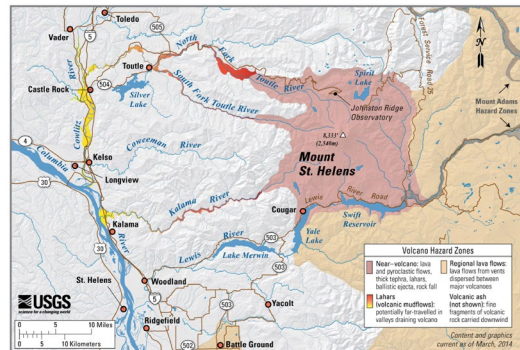 Toledo
Vader
505
5
North
Fork
Toutle River
Toutle
504
Castle Rock
Silver
Lake
South Fork Toutle River
Spirit
Lake
Johnston Ridge
Observatory
Forest Service Road 25
N
Mount Adams
Hazard Zones
Cowlitz
River
Coweeman River
8,333'
(2,540m)
Mount
St. Helens
4
Columbia
Kelso
Longview
30
432
Kalama River
Kalama
Lewis River Road
Cougar
Swift
Reservoir
Yale
Lake
503
River
Lewis
River
Lake Merwin
503
30
St. Helens
Woodland
5
Yacolt
Ridgefield
503
502
Battle Ground
USGS
science for a changing world
0 10 Miles
0 10 Kilometers
Volcano Hazard Zones
Near–volcano: lava
and pyroclastic flows,
thick tephra, lahars,
ballistic ejecta, rock fall
Lahars
(volcanic mudflows):
potentially far-travelled in
valleys draining volcano
Regional lava flows:
lava flows from vents
dispersed between
major volcanoes
Volcanic ash
(not shown): fine
fragments of volcanic
rock carried downwind
Content and graphics
current as of March, 2014